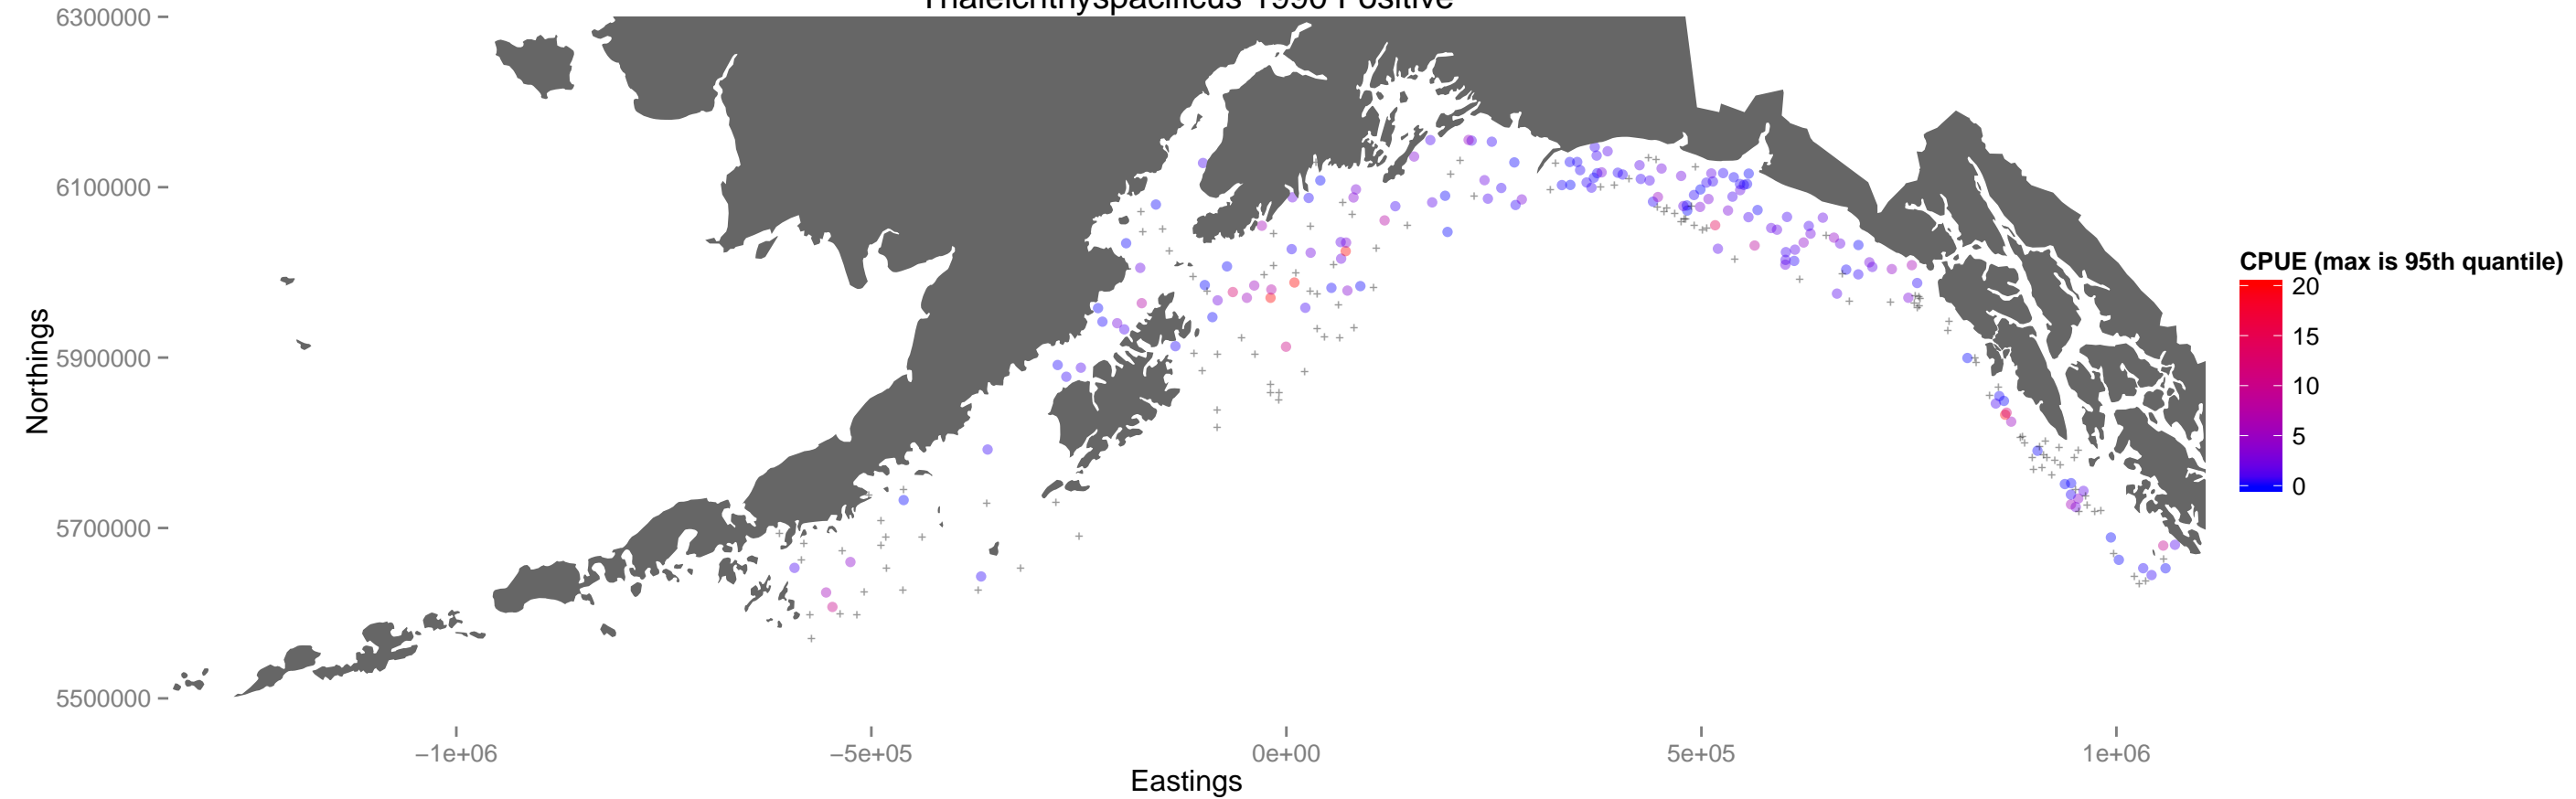 Thaleichthyspacificus 1990 Positive
6300000
6100000
5900000
5700000
5500000
Northings
−1e+06
−5e+05
0e+00
5e+05
1e+06
Eastings
CPUE (max is 95th quantile)
20
15
10
5
0